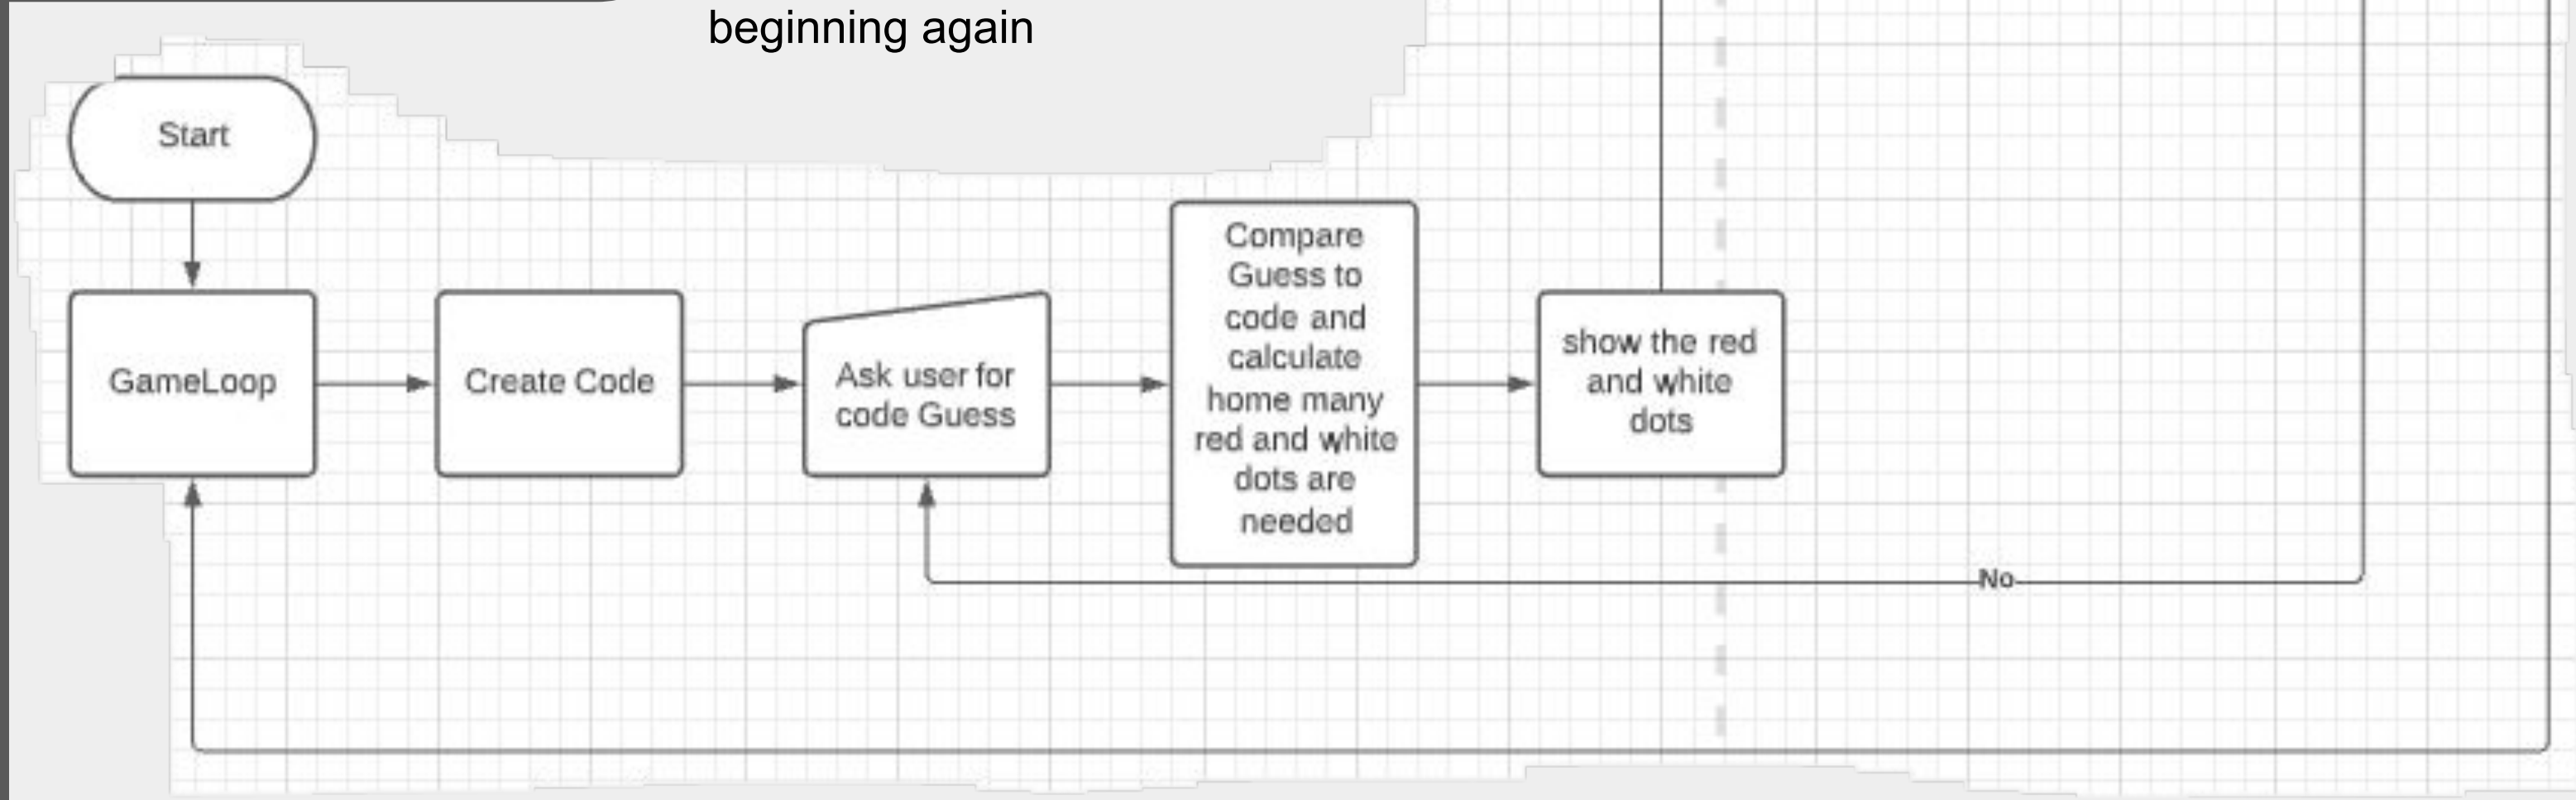 beginning again
Start
GameLoop
Create Code
Ask user for
code Guess
Compare
Guess to
code and
calculate
home many
red and white
dots are
needed
show the red
and white
dots
No